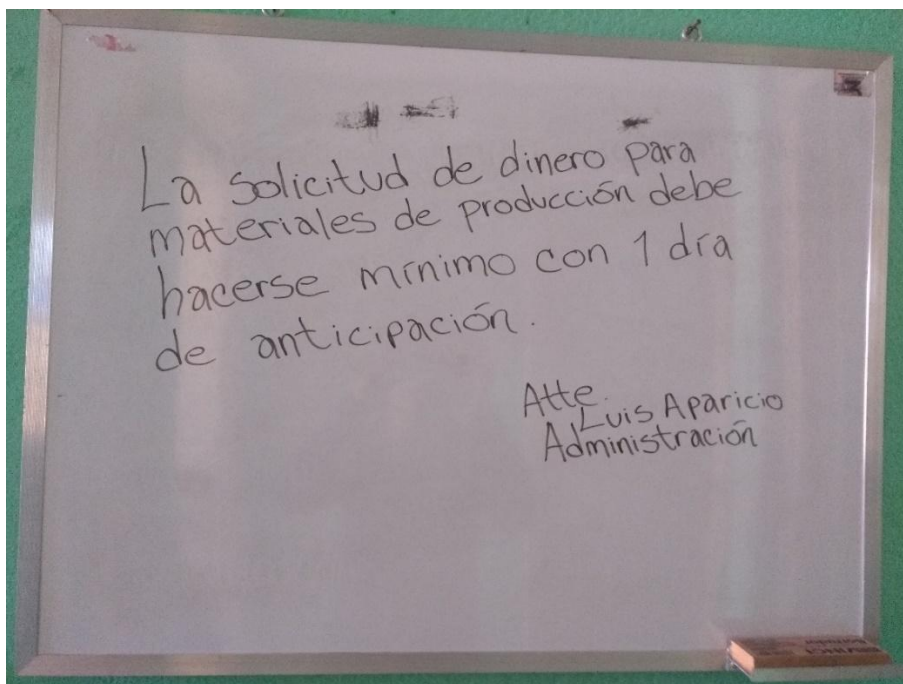 La solicitud de dinero para
materiales de producción debe
hacerse mínimo con 1 día
de anticipación.
Atte.
Luis Aparicio
Administración